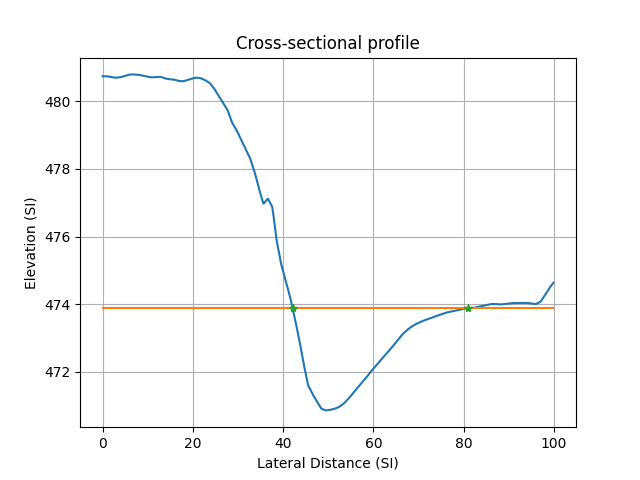 Cross-sectional profile
Elevation (SI)
480
478
476
474
472
0 20 40 60 80 100
Lateral Distance (SI)